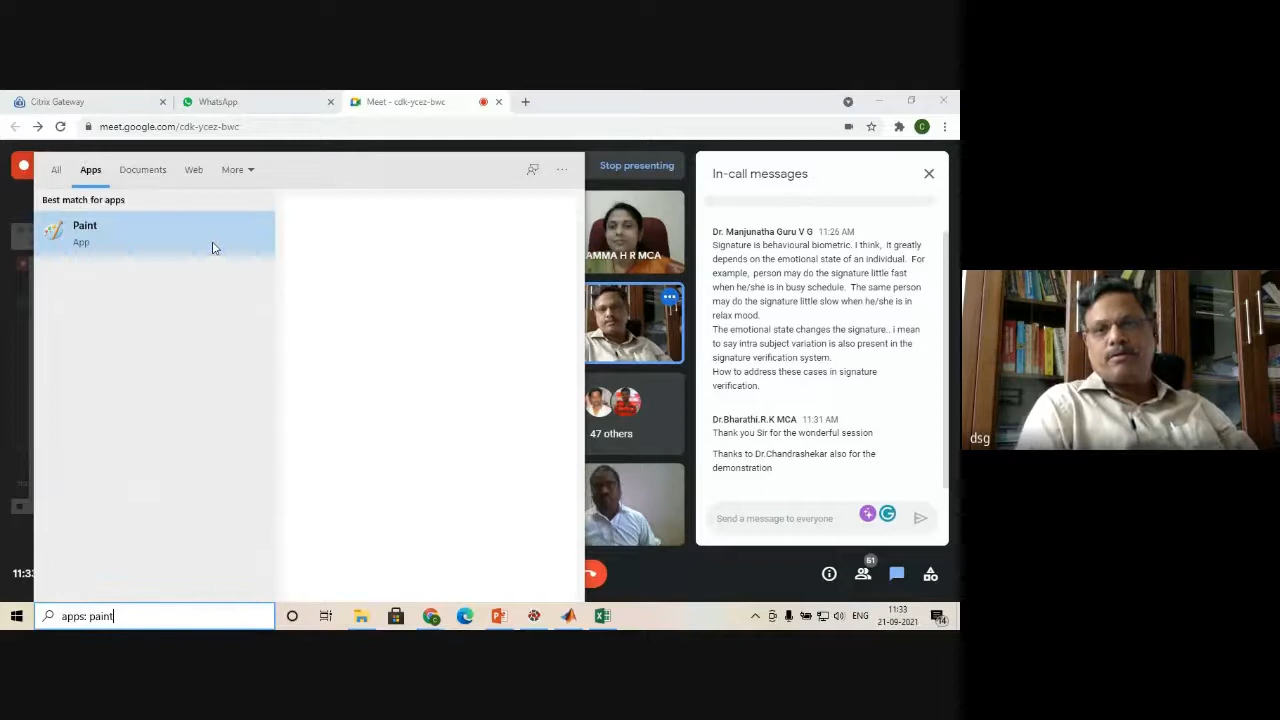 Citrix Gateway
WhatsApp
Meet - cdk-ycez-bwc
meet.google.com/cdk-ycez-bwc
C
All
Apps
Documents
Web
More
Best match for apps
Paint
App
Stop presenting
AMMA H R MCA
47 others
In-call messages
Dr. Manjunatha Guru V G 11:26 AM
Signature is behavioural biometric. I think, it greatly
depends on the emotional state of an individual. For
example, person may do the signature little fast
when he/she is in busy schedule. The same person
may do the signature little slow when he/she is in
relax mood.
The emotional state changes the signature.. i mean
to say intra subject variation is also present in the
signature verification system.
How to address these cases in signature
verification.
Dr.Bharathi.R.K MCA 11:31 AM
Thank you Sir for the wonderful session
Thanks to Dr.Chandrashekar also for the
demonstration
Send a message to everyone
51
dsg
11:33
apps: paint
ENG
11:33
21-09-2021
14